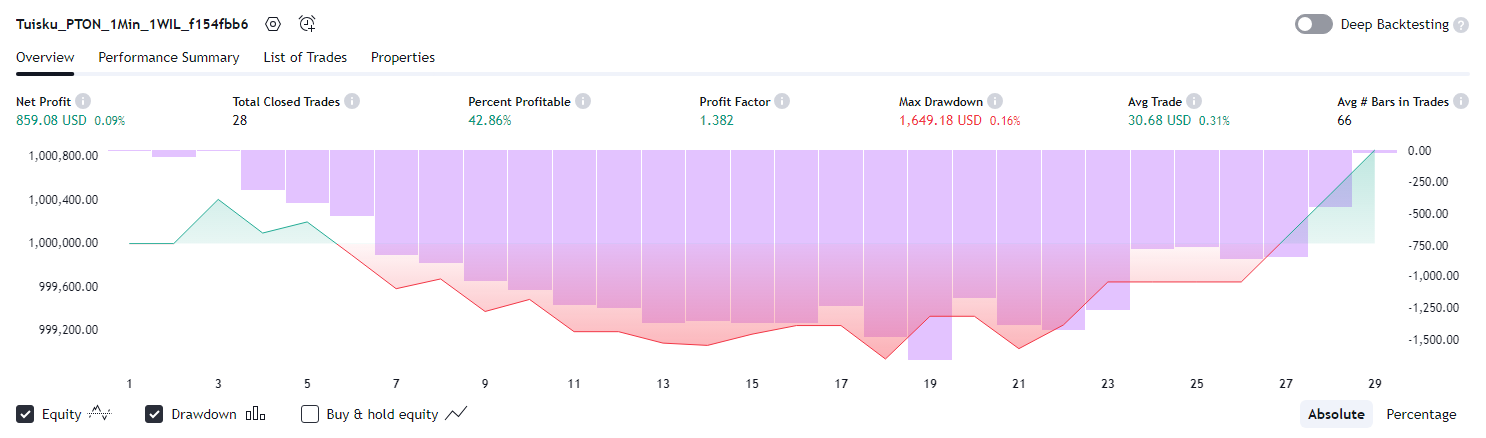 Tuisku_PTON_1Min_1WIL_f154fbb6 Deep Backtesting ?
Overview Performance Summary List of Trades Properties
Net Profit i Total Closed Trades i Percent Profitable i Profit Factor i Max Drawdown i Avg Trade i Avg # Bars in Trades i
859.08 USD 0.09% 28 42.86% 1.382 1,649.18 USD 0.16% 30.68 USD 0.31% 66
1,000,800.00 0.00
-250.00
1,000,400.00 -500.00
1,000,000.00 -750.00
999,600.00 -1,000.00
-1,250.00
999,200.00 -1,500.00
1 3 5 7 9 11 13 15 17 19 21 23 25 27 29
Equity Drawdown Buy & hold equity Absolute Percentage